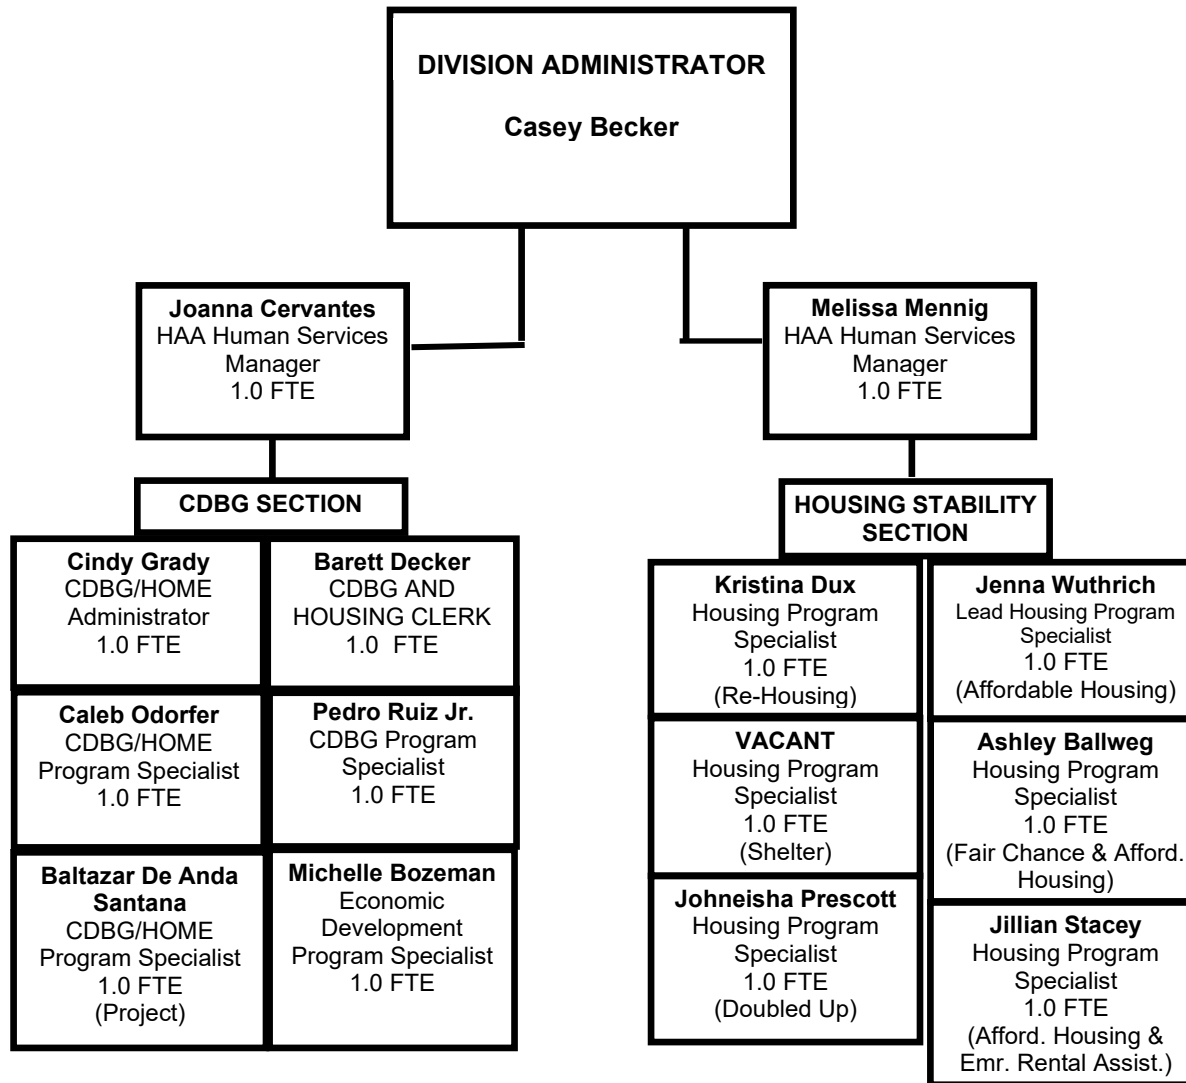 DIVISION ADMINISTRATOR
Casey Becker
Joanna Cervantes
HAA Human Services
Manager
1.0 FTE
Melissa Mennig
HAA Human Services
Manager
1.0 FTE
CDBG SECTION
Cindy Grady
CDBG/HOME
Administrator
1.0 FTE
Barett Decker
CDBG AND
HOUSING CLERK
1.0 FTE
Caleb Odorfer
CDBG/HOME
Program Specialist
1.0 FTE
Pedro Ruiz Jr.
CDBG Program
Specialist
1.0 FTE
Baltazar De Anda
Santana
CDBG/HOME
Program Specialist
1.0 FTE
(Project)
Michelle Bozeman
Economic
Development
Program Specialist
1.0 FTE
HOUSING STABILITY
SECTION
Kristina Dux
Housing Program
Specialist
1.0 FTE
(Re-Housing)
Jenna Wuthrich
Lead Housing Program
Specialist
1.0 FTE
(Affordable Housing)
VACANT
Housing Program
Specialist
1.0 FTE
(Shelter)
Ashley Ballweg
Housing Program
Specialist
1.0 FTE
(Fair Chance & Afford.
Housing)
Johneisha Prescott
Housing Program
Specialist
1.0 FTE
(Doubled Up)
Jillian Stacey
Housing Program
Specialist
1.0 FTE
(Afford. Housing &
Emr. Rental Assist.)